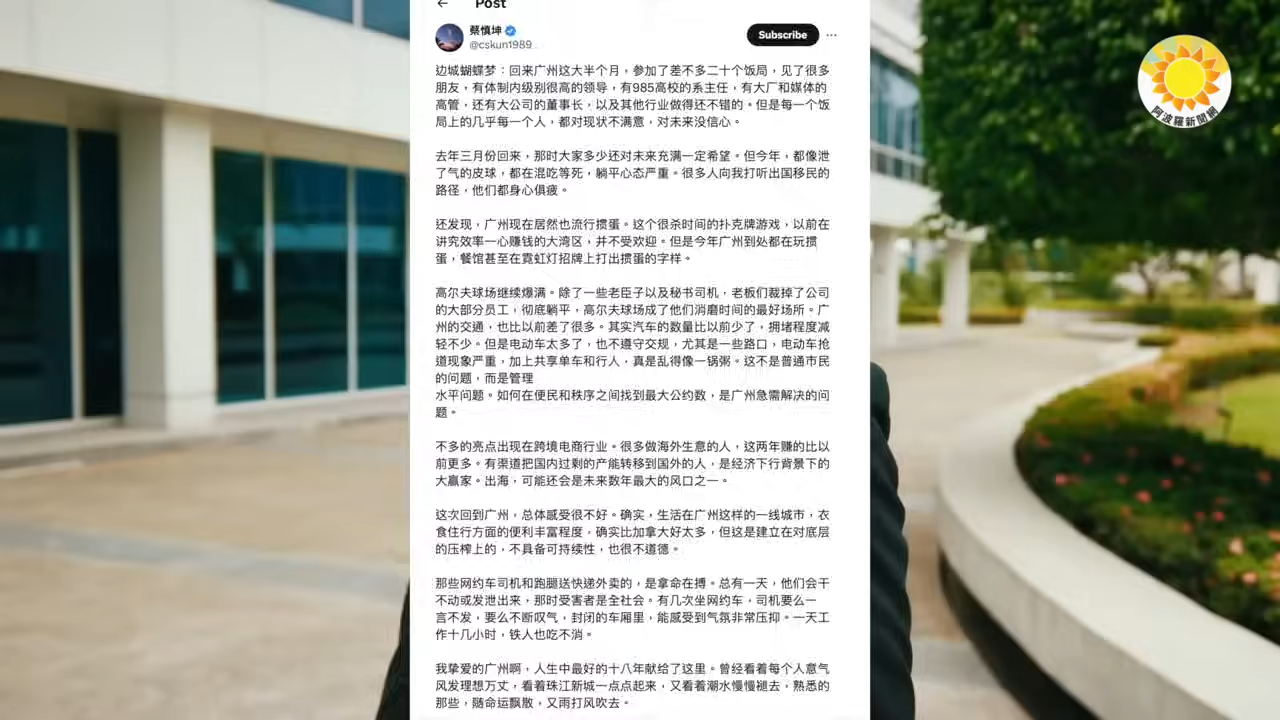 Post
蔡慎坤
@cskun1989
Subscribe
边城蝴蝶梦：回来广州这大半个月，参加了差不多二十个饭局，见了很多
朋友，有体制内级别很高的领导，有985高校的系主任，有大厂和媒体的
高管，还有大公司的董事长，以及其他行业做得还不错的。但是每一个饭
局上的几乎每一个人，都对现状不满意，对未来没信心。
去年三月份回来，那时大家多少还对未来充满一定希望。但今年，都像泄
了气的皮球，都在混吃等死，躺平心态严重。很多人向我打听出国移民的
路径，他们都身心俱疲。
还发现，广州现在居然也流行掼蛋。这个很杀时间的扑克牌游戏，以前在
讲究效率一心赚钱的大湾区，并不受欢迎。但是今年广州到处都在玩掼
蛋，餐馆甚至在霓虹灯招牌上打出掼蛋的字样。
高尔夫球场继续爆满。除了一些老臣子以及秘书司机，老板们裁掉了公司
的大部分员工，彻底躺平，高尔夫球场成了他们消磨时间的最好场所。广
州的交通，也比以前差了很多。其实汽车的数量比以前少了，拥堵程度减
轻不少。但是电动车太多了，也不遵守交规，尤其是一些路口，电动车抢
道现象严重，加上共享单车和行人，真是乱得像一锅粥。这不是普通市民
的问题，而是管理
水平问题。如何在便民和秩序之间找到最大公约数，是广州急需解决的问
题。
不多的亮点出现在跨境电商行业。很多做海外生意的人，这两年赚的比以
前更多。有渠道把国内过剩的产能转移到国外的人，是经济下行背景下的
大赢家。出海，可能还会是未来数年最大的风口之一。
这次回到广州，总体感受很不好。确实，生活在广州这样的一线城市，衣
食住行方面的便利丰富程度，确实比加拿大好太多，但这是建立在对底层
的压榨上的，不具备可持续性，也很不道德。
那些网约车司机和跑腿送快递外卖的，是拿命在搏。总有一天，他们会干
不动或发泄出来，那时受害者是全社会。有几次坐网约车，司机要么一
言不发，要么不断叹气，封闭的车厢里，能感受到气氛非常压抑。一天工
作十几小时，铁人也吃不消。
我挚爱的广州啊，人生中最好的十八年献给了这里。曾经看着每个人意气
风发理想万丈，看着珠江新城一点点起来，又看着潮水慢慢褪去，熟悉的
那些，随命运飘散，又雨打风吹去。
阿波羅新聞網